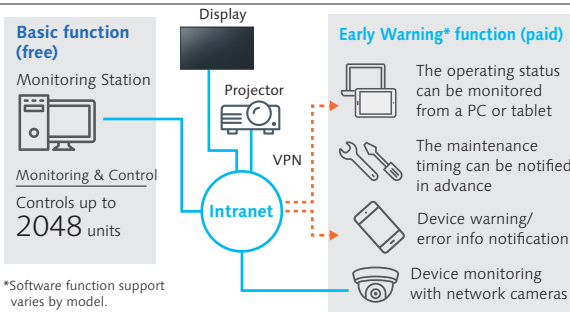 Basic function
(free)
Monitoring Station
Monitoring & Control
Controls up to
2048 units
*Software function support
varies by model.
Display
Projector
VPN
Intranet
Early Warning* function (paid)
The operating status
can be monitored
from a PC or tablet
The maintenance
timing can be notified
in advance
Device warning/
error info notification
Device monitoring
with network cameras